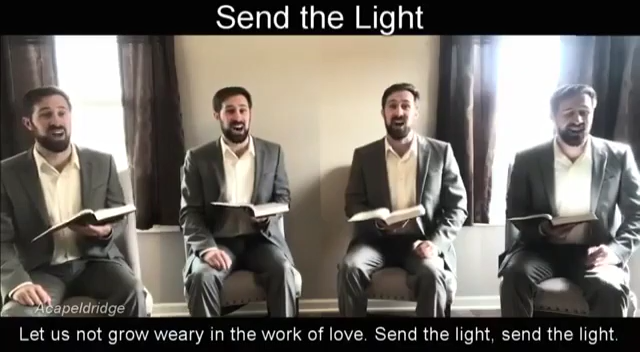 Send the Light
Acapeldridge
Let us not grow weary in the work of love. Send the light, send the light.